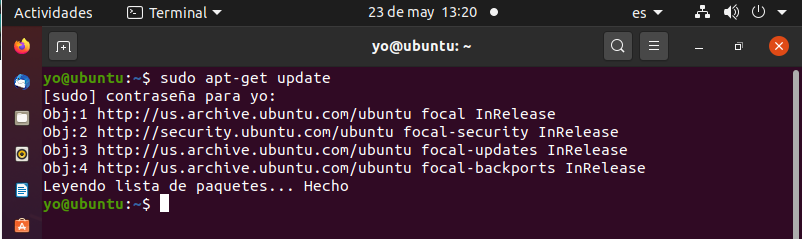 Actividades Terminal 23 de may 13:20 es
yo@ubuntu: ~
yo@ubuntu:~$ sudo apt-get update
[sudo] contraseña para yo:
Obj:1 http://us.archive.ubuntu.com/ubuntu focal InRelease
Obj:2 http://security.ubuntu.com/ubuntu focal-security InRelease
Obj:3 http://us.archive.ubuntu.com/ubuntu focal-updates InRelease
Obj:4 http://us.archive.ubuntu.com/ubuntu focal-backports InRelease
Leyendo lista de paquetes... Hecho
yo@ubuntu:~$